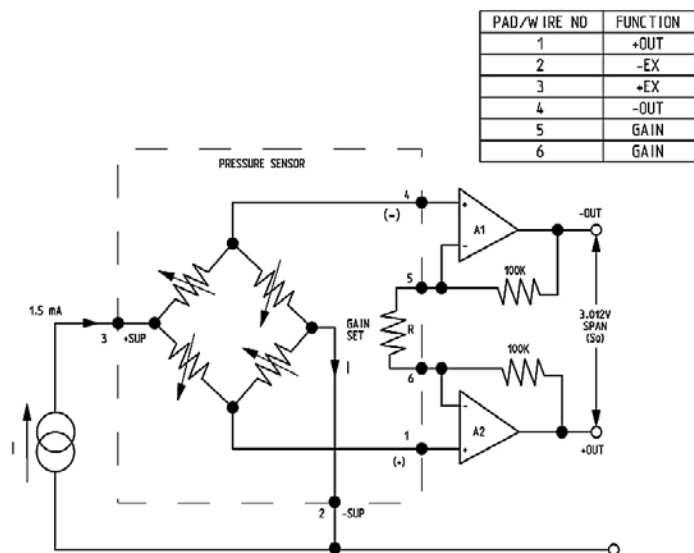 PAD/WIRE NO FUNCTION
1 +OUT
2 -EX
3 +EX
4 -OUT
5 GAIN
6 GAIN
PRESSURE SENSOR
4
(-)
+
A1
-
-OUT
100K
5
1.5 mA
3
+SUP
GAIN
SET
R
I
3.012V
SPAN
(So)
6
100K
-
A2
+
1
(+)
+OUT
I
2
-SUP